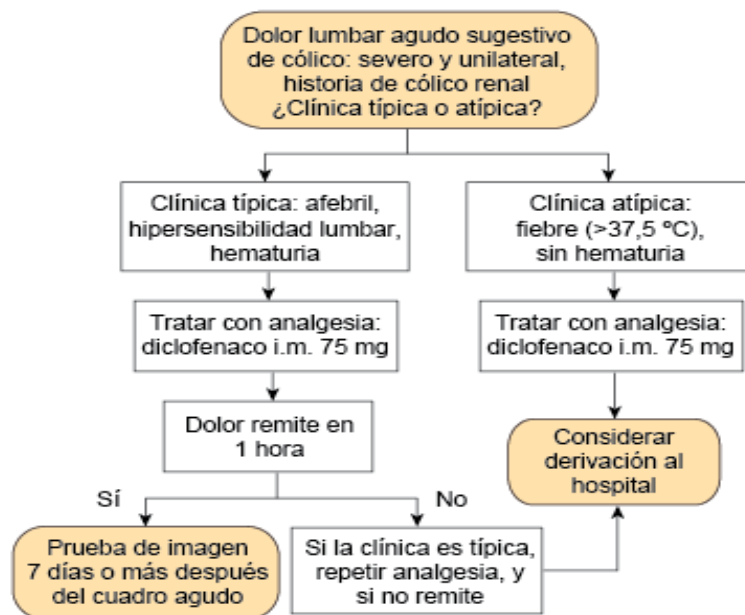 Dolor lumbar agudo sugestivo
de cólico: severo y unilateral,
historia de cólico renal
¿Clínica típica o atípica?
Clínica típica: afebril,
hipersensibilidad lumbar,
hematuria
Clínica atípica:
fiebre (>37,5 ºC),
sin hematuria
Tratar con analgesia:
diclofenaco i.m. 75 mg
Tratar con analgesia:
diclofenaco i.m. 75 mg
Dolor remite en
1 hora
Considerar
derivación al
hospital
Sí
No
Prueba de imagen
7 días o más después
del cuadro agudo
Si la clínica es típica,
repetir analgesia, y
si no remite